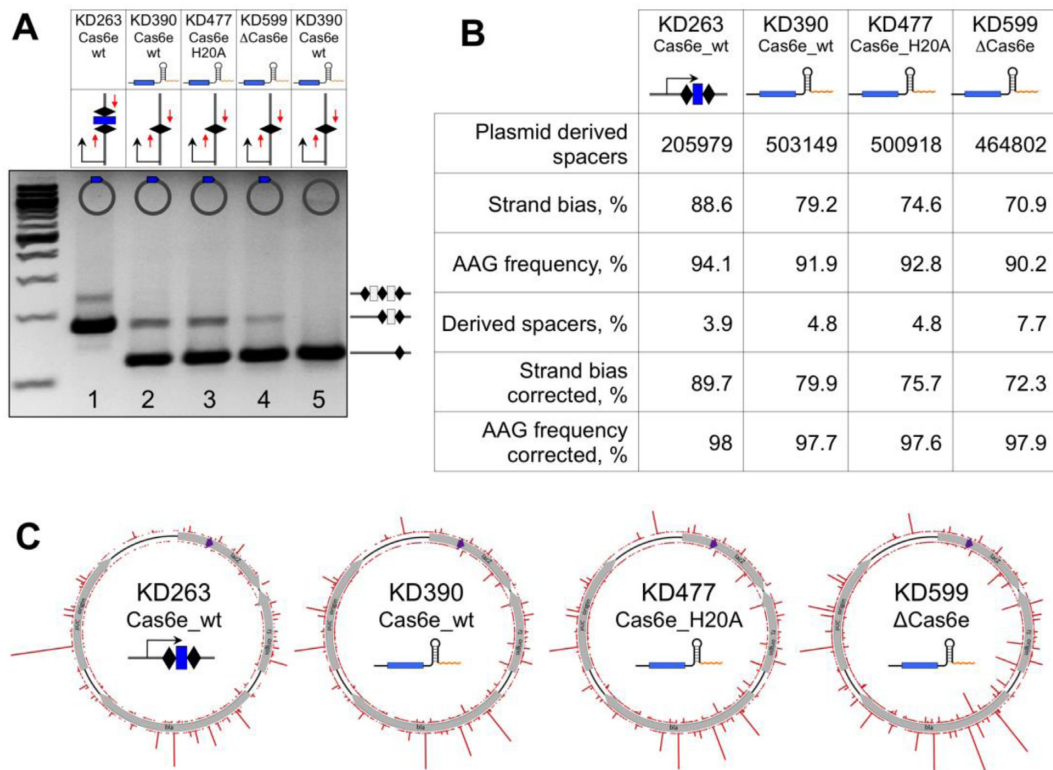 A
KD263 KD390 KD477 KD599 KD390
Cas6e Cas6e Cas6e ΔCas6e Cas6e
wt wt H20A wt
1 2 3 4 5
B
KD263 KD390 KD477 KD599
Cas6e_wt Cas6e_wt Cas6e_H20A ΔCas6e
Plasmid derived
spacers 205979 503149 500918 464802
Strand bias, % 88.6 79.2 74.6 70.9
AAG frequency, % 94.1 91.9 92.8 90.2
Derived spacers, % 3.9 4.8 4.8 7.7
Strand bias
corrected, % 89.7 79.9 75.7 72.3
AAG frequency
corrected, % 98 97.7 97.6 97.9
C
KD263 KD390 KD477 KD599
Cas6e_wt Cas6e_wt Cas6e_H20A ΔCas6e
bla bla bla bla